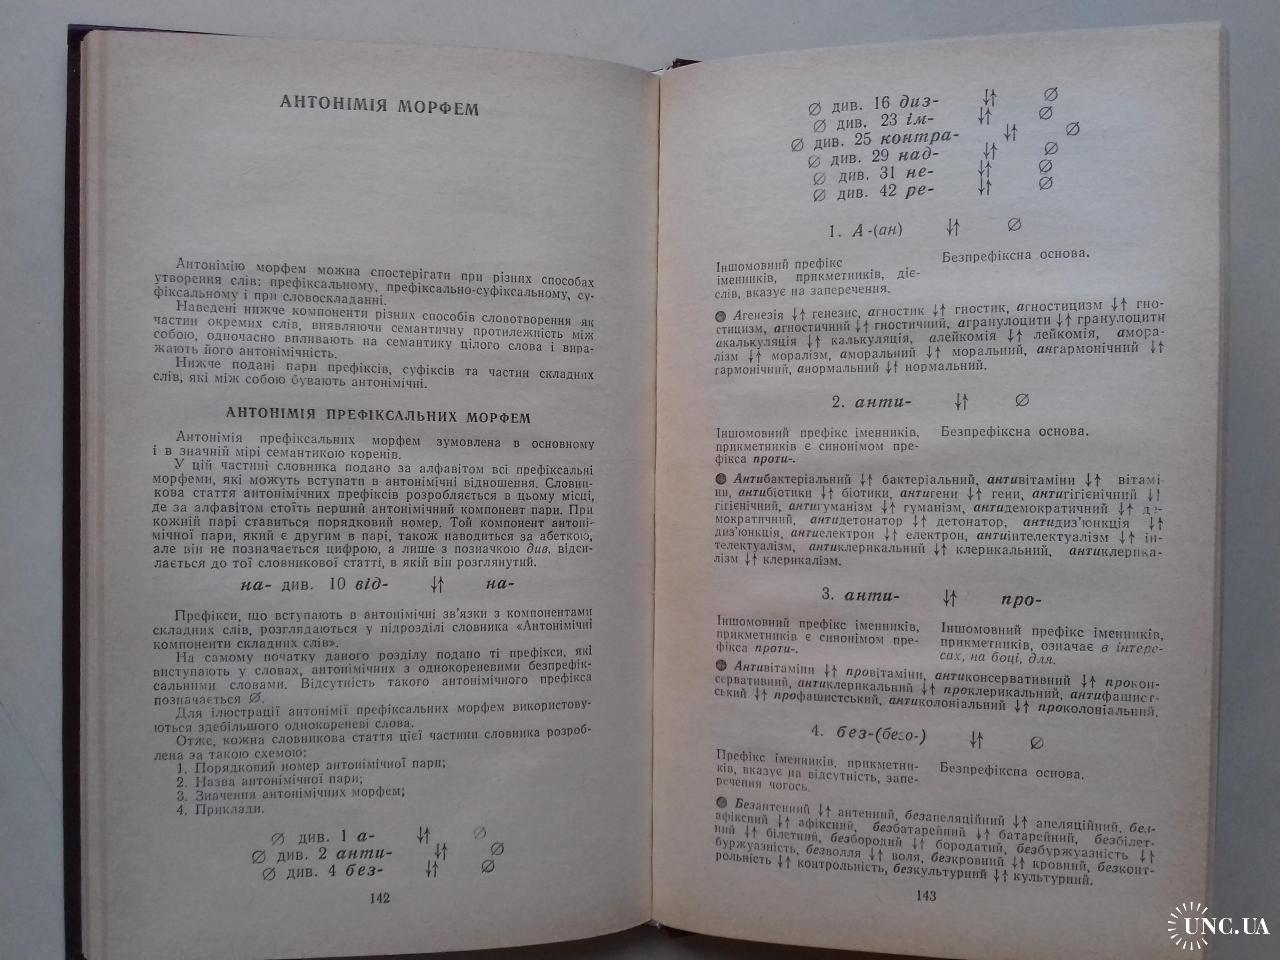 АНТОНІМІЯ МОРФЕМ
Антонімію морфем можна спостерігати при різних способах
утворення слів: префіксальному, префіксально-суфіксальному, су-
фіксальному і при словоскладанні.
Наведені нижче компоненти різних способів словотворення як
частин окремих слів, виявляючи семантичну протилежність між
собою, одночасно впливають на семантику цілого слова і вира-
жають його антонімічність.
Нижче подані пари префіксів, суфіксів та частин складних
слів, які між собою бувають антонімічні.
АНТОНІМІЯ ПРЕФІКСАЛЬНИХ МОРФЕМ
Антонімія префіксальних морфем зумовлена в основному
і в значній мірі семантикою коренів.
У цій частині словника подано за алфавітом всі префіксальні
морфеми, які можуть вступати в антонімічні відношення. Словни-
кова стаття антонімічних префіксів розробляється в цьому місці,
де за алфавітом стоїть перший антонімічний компонент пари. При
кожній парі ставиться порядковий номер. Той компонент антоні-
мічної пари, який є другим в парі, також наводиться за абеткою,
але він не позначається цифрою, а лише з позначкою див. відси-
лається до тої словникової статті, в якій він розглянутий.
на- див. 10 від- ↓↑ на-
Префікси, що вступають в антонімічні зв'язки з компонентами
складних слів, розглядаються у підрозділі словника «Антонімічні
компоненти складних слів».
На самому початку даного розділу подано ті префікси, які
виступають у словах, антонімічних з однокореневими безпрефік-
сальними словами. Відсутність такого антонімічного префікса
позначається ∅.
Для ілюстрації антонімії префіксальних морфем використову-
ються здебільшого однокореневі слова.
Отже, кожна словникова стаття цієї частини словника розроб-
лена за такою схемою:
1. Порядковий номер антонімічної пари;
2. Назва антонімічної пари;
3. Значення антонімічних морфем;
4. Приклади.
∅ див. 1 а- ↓↑ ∅
∅ див. 2 анти- ↓↑ ∅
∅ див. 4 без- ↓↑ ∅
142
∅ див. 16 диз- ↓↑ ∅
∅ див. 23 ім- ↓↑ ∅
∅ див. 25 контра- ↓↑ ∅
∅ див. 29 над- ↓↑ ∅
∅ див. 31 не- ↓↑ ∅
∅ див. 42 ре- ↓↑ ∅
1. А-(ан) ↓↑ ∅
Іншомовний префікс
іменників, прикметників, діє-
слів, вказує на заперечення.
Безпрефіксна основа.
● Агенезія ↓↑ генезис, агностик ↓↑ гностик, агностицизм ↓↑ гно-
стицизм, агностичний ↓↑ гностичний, агранулоцити ↓↑ гранулоцити
акалькуляція ↓↑ калькуляція, алейкомія ↓↑ лейкомія, амора-
лізм ↓↑ моралізм, аморальний ↓↑ моральний, ангармонічний ↓↑
гармонічний, анормальний ↓↑ нормальний.
2. анти- ↓↑ ∅
Іншомовний префікс іменників,
прикметників є синонімом пре-
фікса проти-.
Безпрефіксна основа.
● Антибактеріальний ↓↑ бактеріальний, антивітаміни ↓↑ вітамі-
ни, антибіотики ↓↑ біотики, антигени ↓↑ гени, антигігієнічний ↓↑
гігієнічний, антигуманізм ↓↑ гуманізм, антидемократичний ↓↑ де-
мократичний, антидетонатор ↓↑ детонатор, антидиз'юнкція ↓↑
диз'юнкція, антиелектрон ↓↑ електрон, антиінтелектуалізм ↓↑ ін-
телектуалізм, антиклерикальний ↓↑ клерикальний, антиклерика-
лізм ↓↑ клерикалізм.
3. анти- ↓↑ про-
Іншомовний префікс іменників,
прикметників є синонімом пре-
фікса проти-.
Іншомовний префікс іменників,
прикметників, означає в інтере-
сах, на боці, для.
● Антивітаміни ↓↑ провітаміни, антиконсервативний ↓↑ прокон-
сервативний, антиклерикальний ↓↑ проклерикальний, антифашист-
ський ↓↑ профашистський, антиколоніальний ↓↑ проколоніальний.
4. без-(безо-) ↓↑ ∅
Префікс іменників, прикметни-
ків, вказує на відсутність, запе-
речення чогось.
Безпрефіксна основа.
● Безантенний ↓↑ антенний, безапеляційний ↓↑ апеляційний, без-
афіксний ↓↑ афіксний, безбатарейний ↓↑ батарейний, безбілет-
ний ↓↑ білетний, безбородий ↓↑ бородатий, безбуржуазність ↓↑
буржуазність, безволля ↓↑ воля, безкровний ↓↑ кровний, безконт-
рольність ↓↑ контрольність, безкультурний ↓↑ культурний.
143
UNC.UA